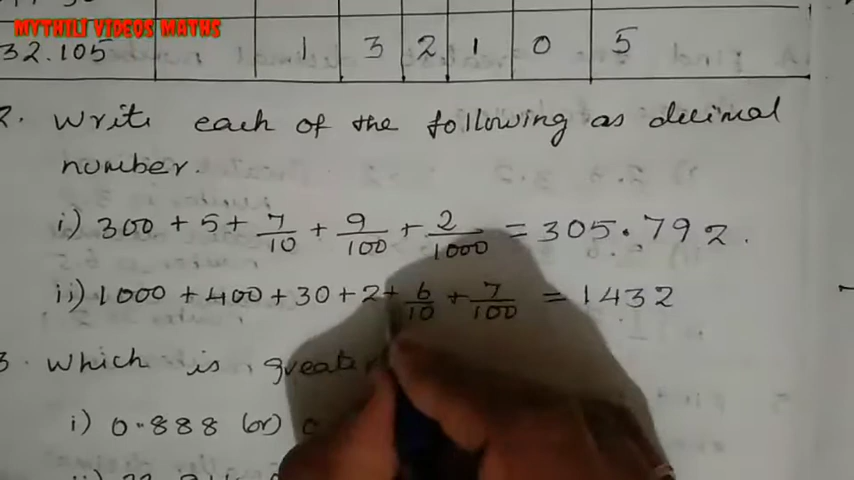 MYTHILI VIDEOS MATHS
32.105 1 3 2 1 0 5
2. Write each of the following as decimal
number.
i) 300 + 5 + 7/10 + 9/100 + 2/1000 = 305.792.
ii) 1000 + 400 + 30 + 2 + 6/10 + 7/100 = 1432
3 which is greater
i) 0.888 (or) 0